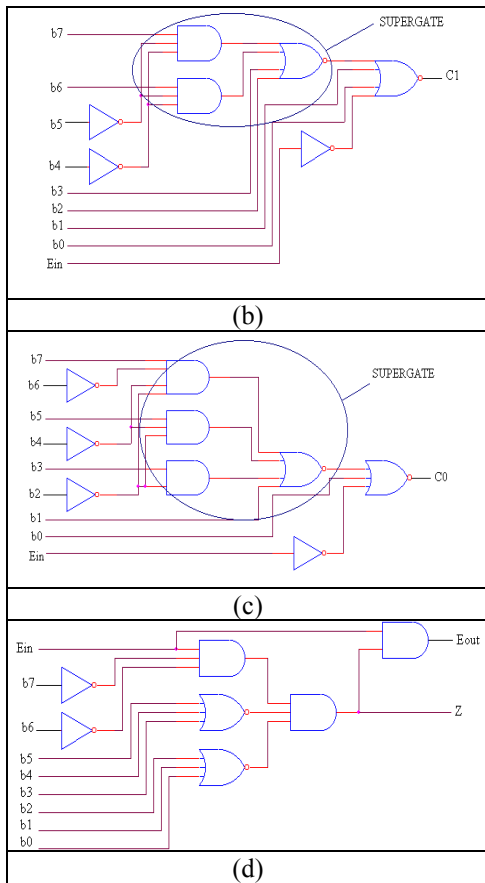 b7
SUPERGATE
b6
C1
b5
b4
b3
b2
b1
b0
Ein
(b)
b7
SUPERGATE
b6
b5
b4
b3
C0
b2
b1
b0
Ein
(c)
Ein
Eout
b7
Z
b6
b5
b4
b3
b2
b1
b0
(d)